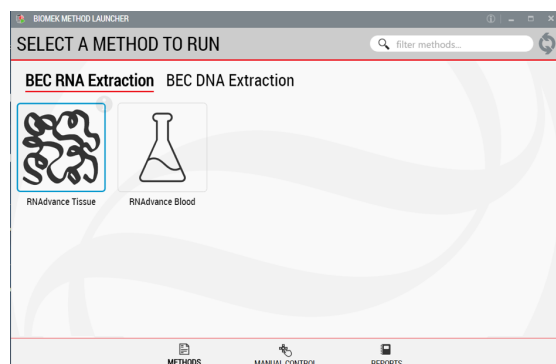 BIOMEK METHOD LAUNCHER
SELECT A METHOD TO RUN
filter methods...
BEC RNA Extraction BEC DNA Extraction
RNAdvance Tissue RNAdvance Blood
METHODS MANUAL CONTROL REPORTS